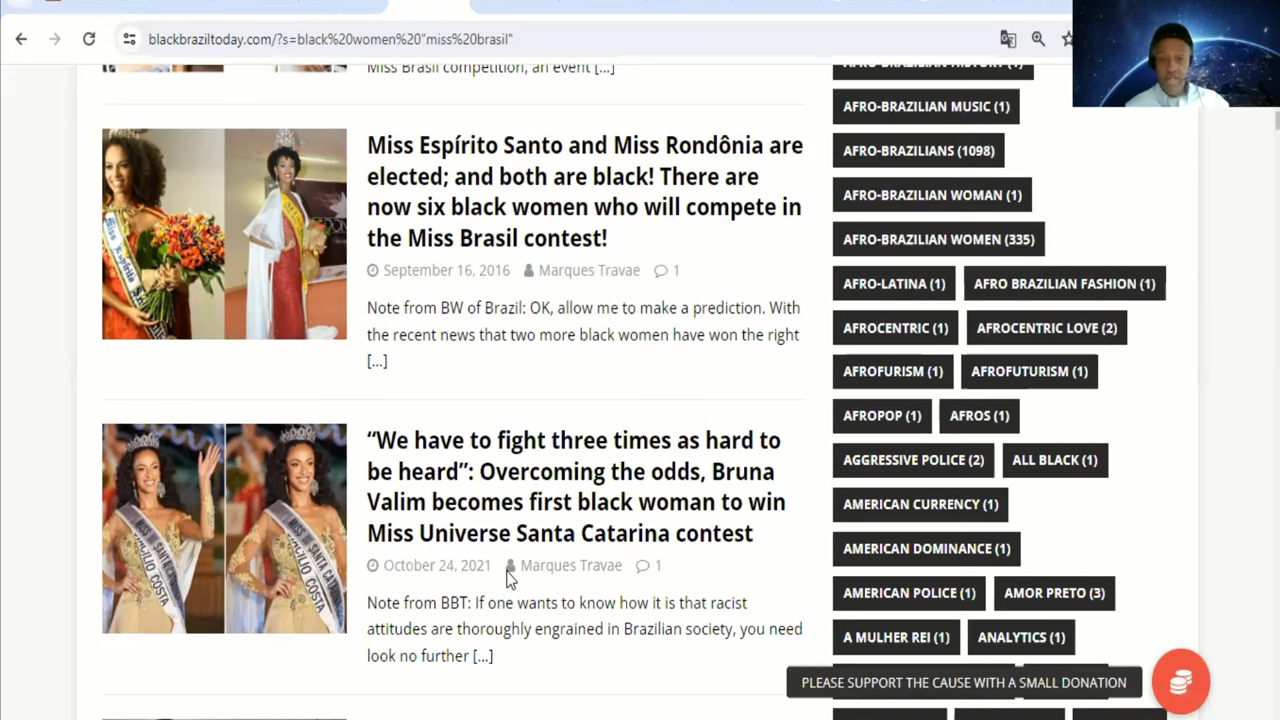 blackbraziltoday.com/?s=black%20women%20"miss%20brasil"
Miss Brasil competition, an event [...]
Miss Espírito Santo and Miss Rondônia are
elected; and both are black! There are
now six black women who will compete in
the Miss Brasil contest!
September 16, 2016 Marques Travae 1
Note from BW of Brazil: OK, allow me to make a prediction. With
the recent news that two more black women have won the right
[...]
“We have to fight three times as hard to
be heard”: Overcoming the odds, Bruna
Valim becomes first black woman to win
Miss Universe Santa Catarina contest
October 24, 2021 Marques Travae 1
Note from BBT: If one wants to know how it is that racist
attitudes are thoroughly engrained in Brazilian society, you need
look no further [...]
AFRO-BRAZILIAN HISTORY (1)
AFRO-BRAZILIAN MUSIC (1)
AFRO-BRAZILIANS (1098)
AFRO-BRAZILIAN WOMAN (1)
AFRO-BRAZILIAN WOMEN (335)
AFRO-LATINA (1) AFRO BRAZILIAN FASHION (1)
AFROCENTRIC (1) AFROCENTRIC LOVE (2)
AFROFURISM (1) AFROFUTURISM (1)
AFROPOP (1) AFROS (1)
AGGRESSIVE POLICE (2) ALL BLACK (1)
AMERICAN CURRENCY (1)
AMERICAN DOMINANCE (1)
AMERICAN POLICE (1) AMOR PRETO (3)
A MULHER REI (1) ANALYTICS (1)
PLEASE SUPPORT THE CAUSE WITH A SMALL DONATION